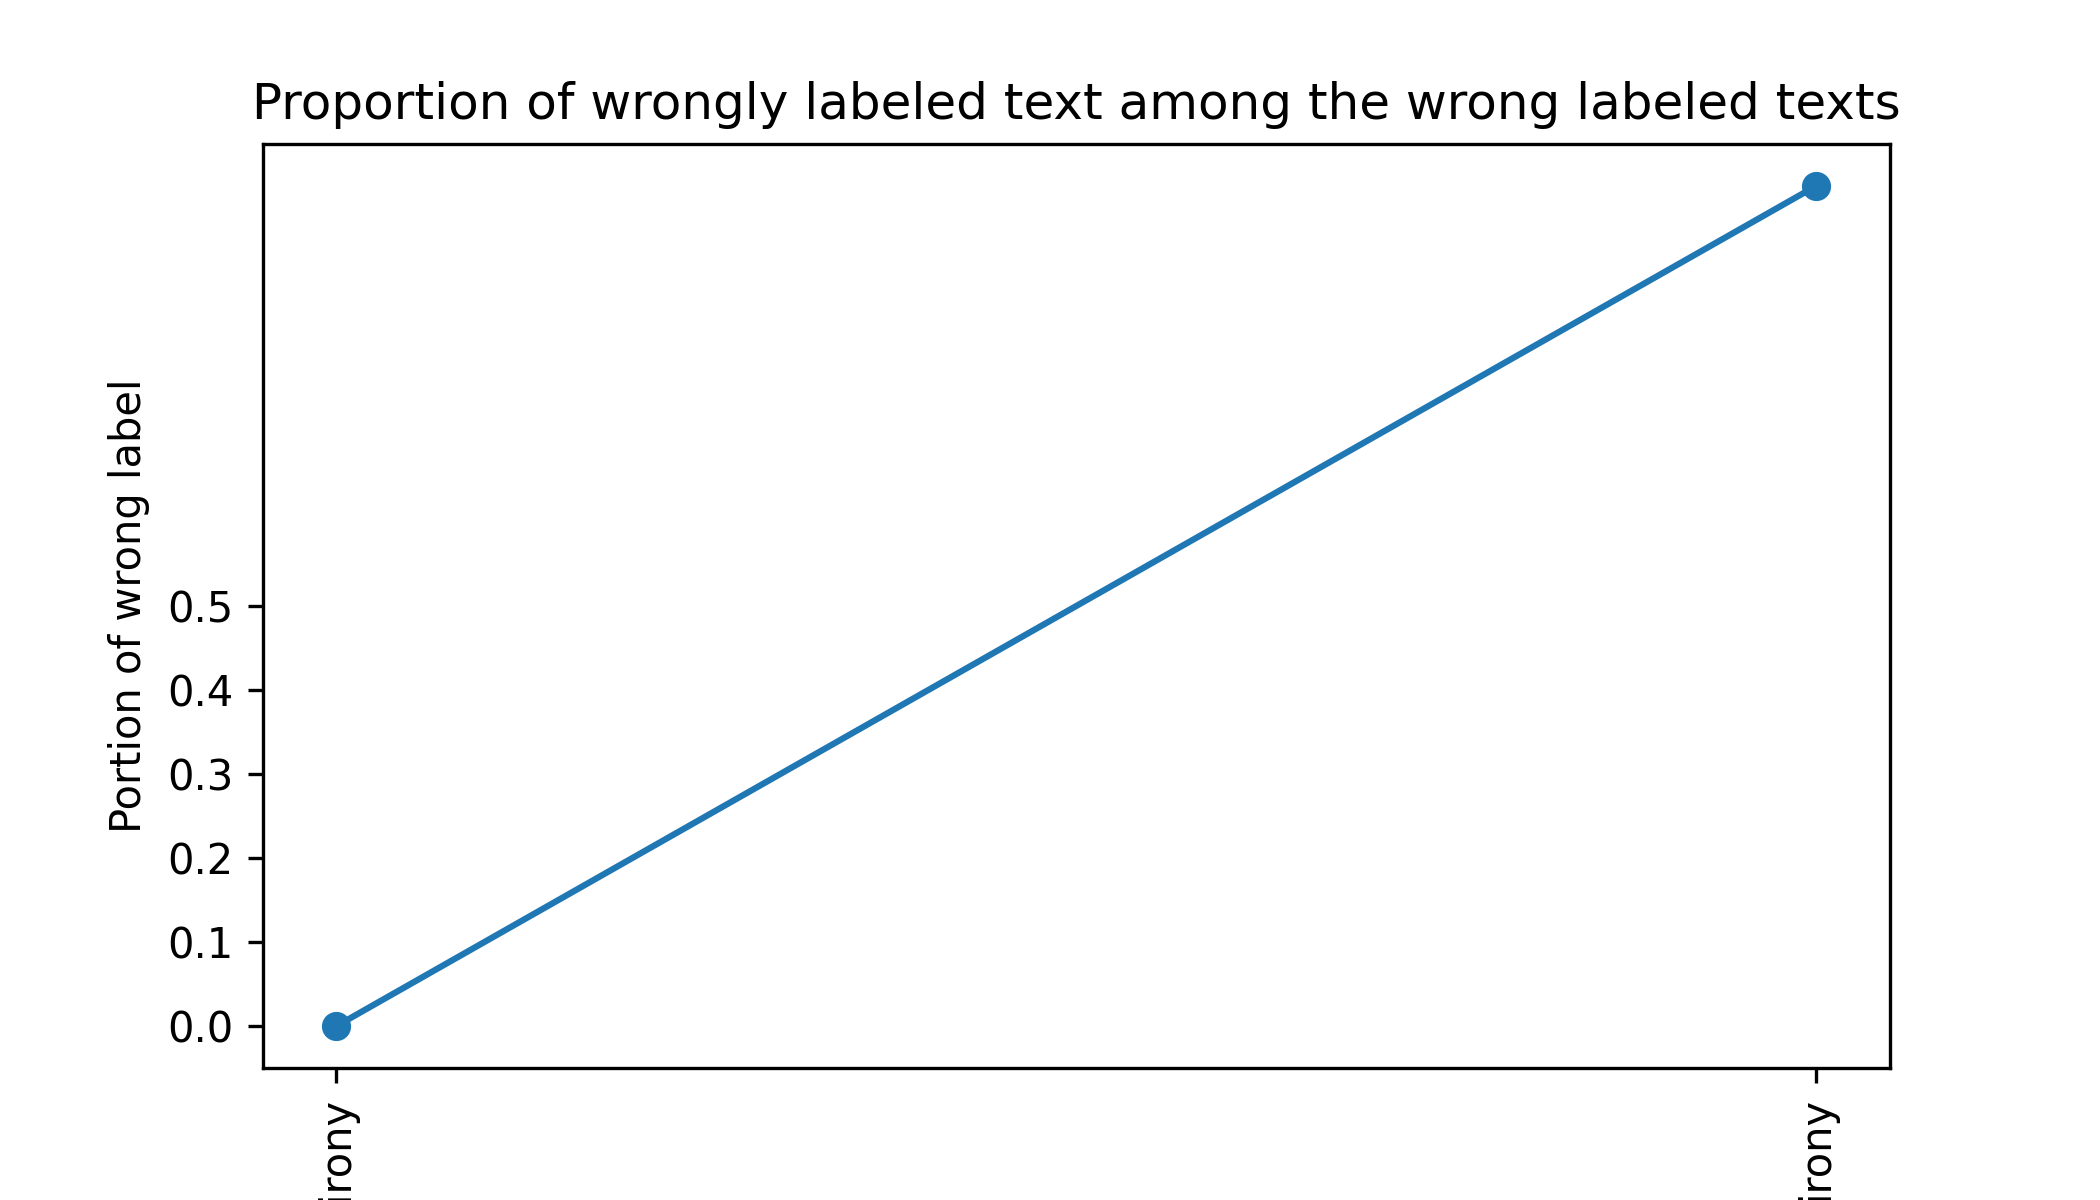 Proportion of wrongly labeled text among the wrong labeled texts
Portion of wrong label
0.5
0.4
0.3
0.2
0.1
0.0
irony
irony